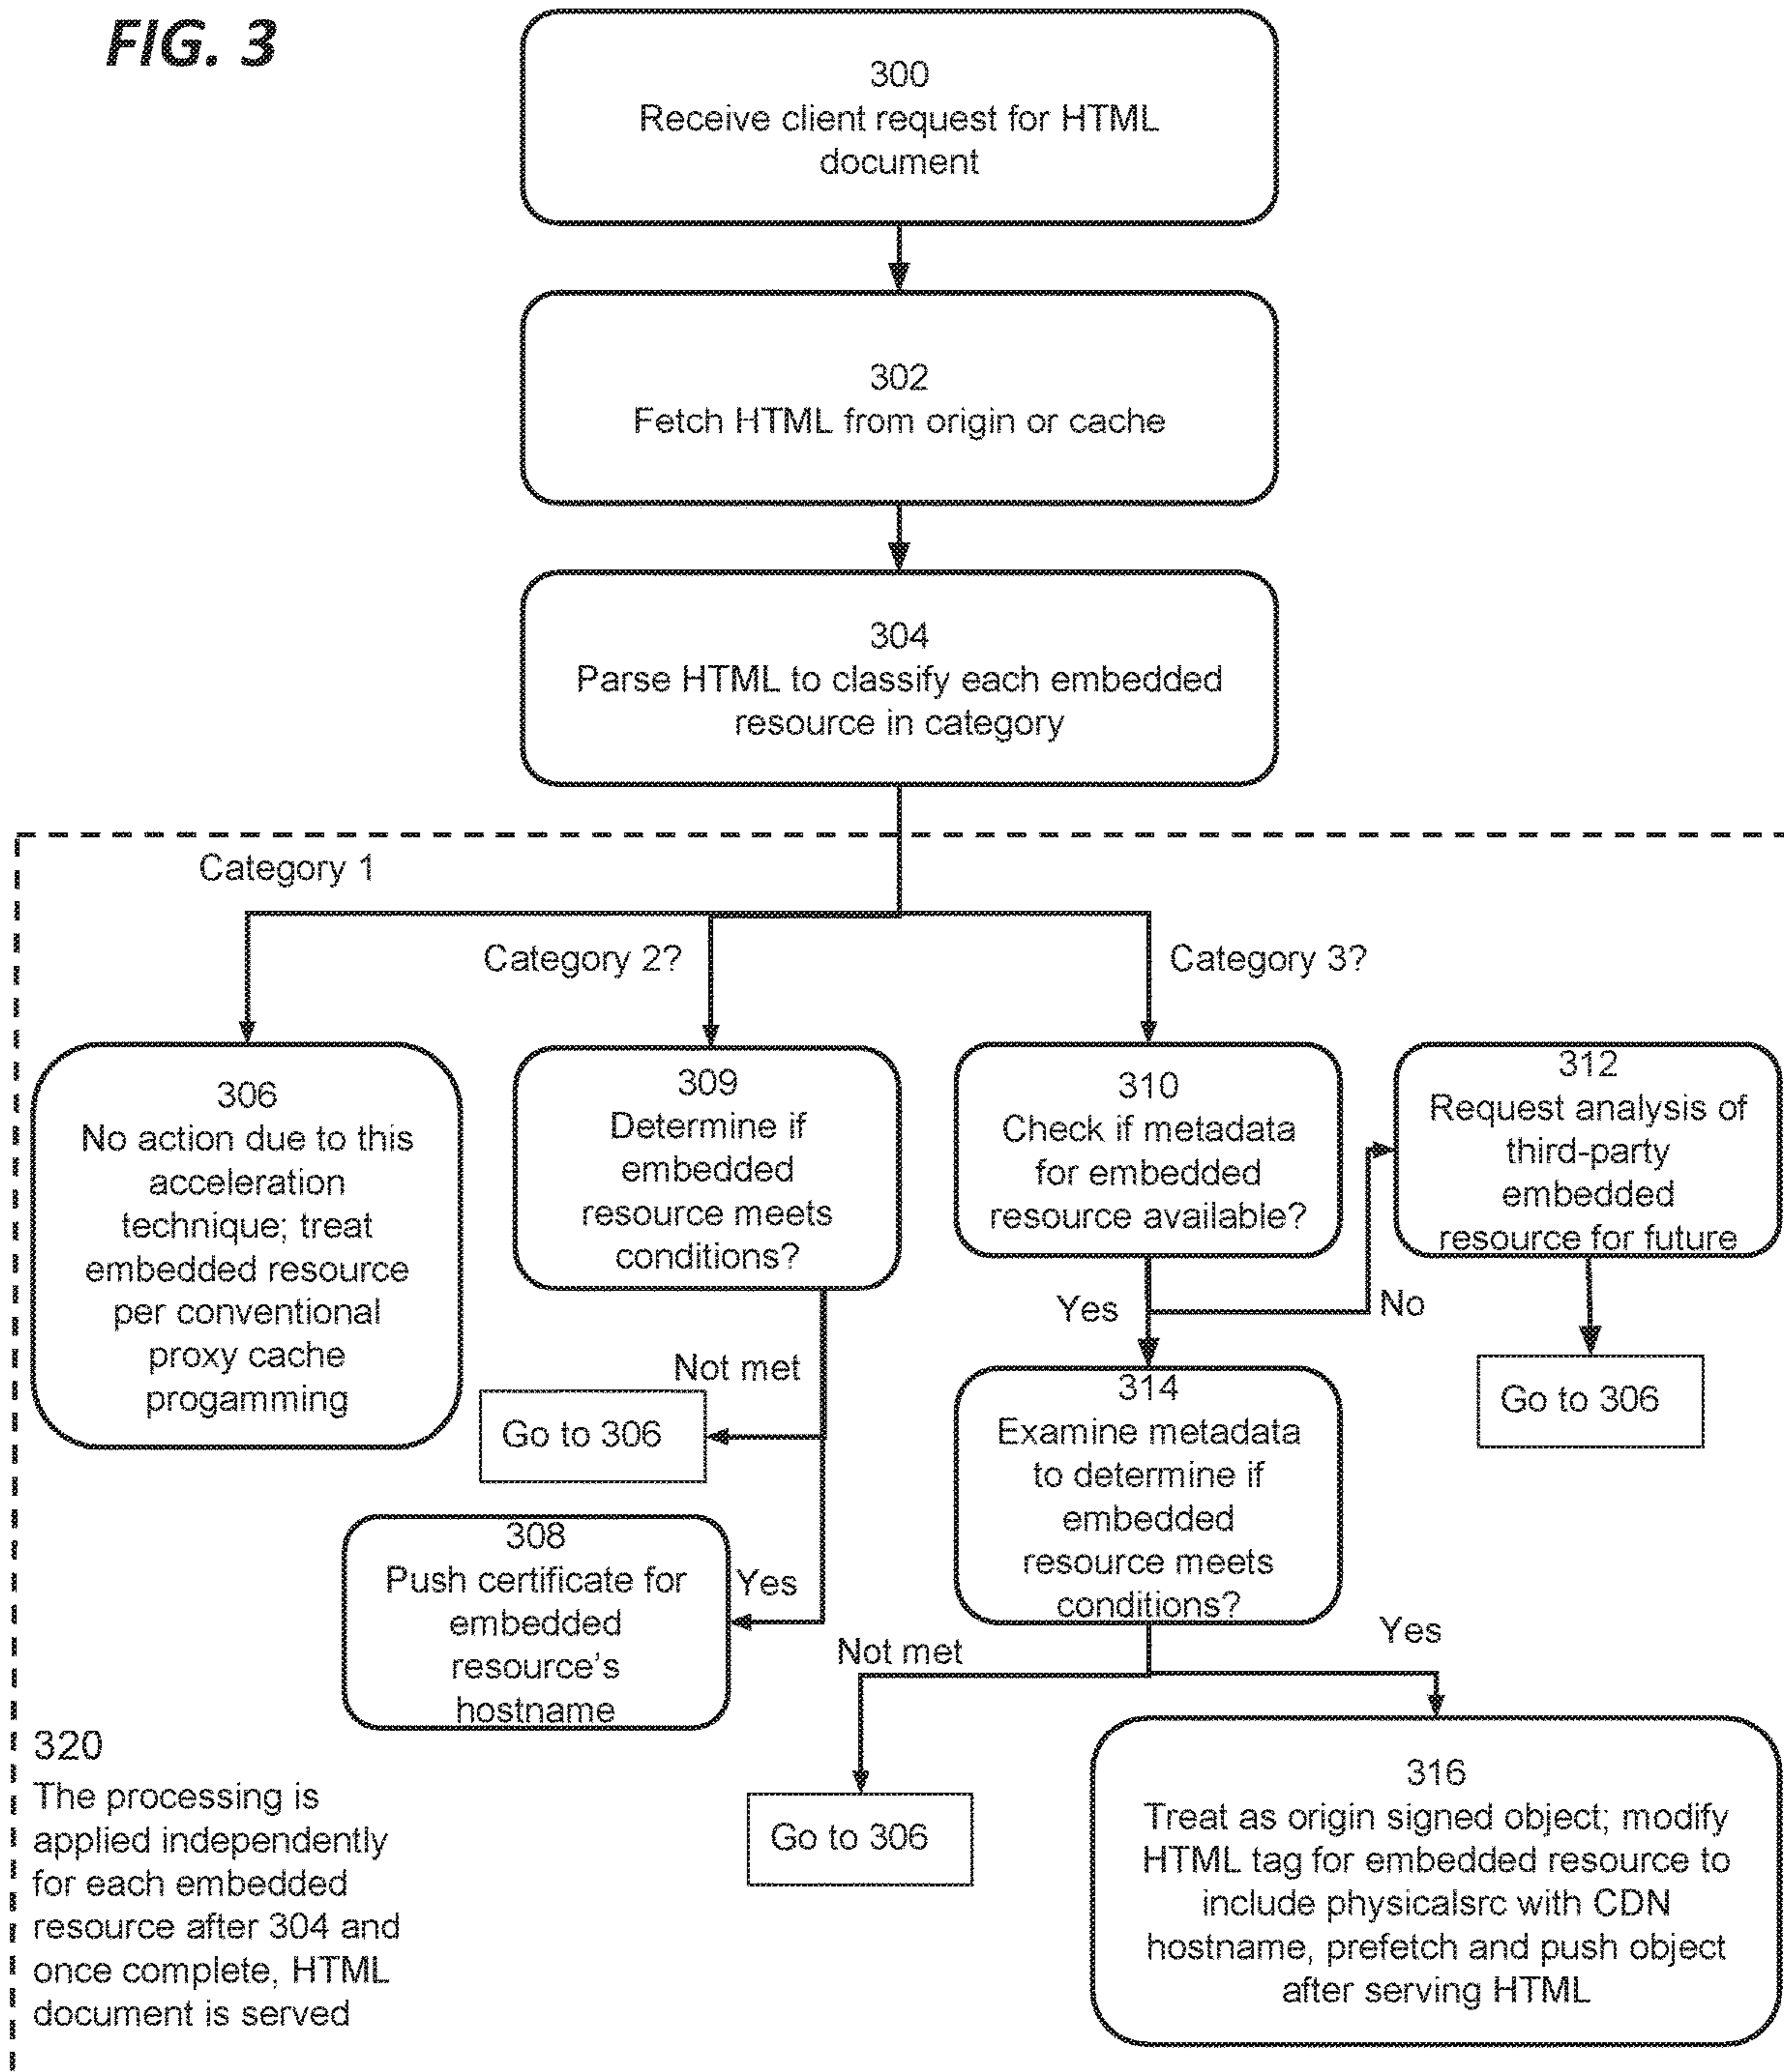 FIG. 3
300
Receive client request for HTML
document
302
Fetch HTML from origin or cache
304
Parse HTML to classify each embedded
resource in category
Category 1
Category 2?
Category 3?
306
No action due to this
acceleration
technique; treat
embedded resource
per conventional
proxy cache
progamming
309
Determine if
embedded
resource meets
conditions?
310
Check if metadata
for embedded
resource available?
312
Request analysis of
third-party
embedded
resource for future
Yes
No
Not met
Go to 306
Go to 306
314
Examine metadata
to determine if
embedded
resource meets
conditions?
308
Push certificate for
embedded
resource's
hostname
Yes
Not met
Yes
Go to 306
316
Treat as origin signed object; modify
HTML tag for embedded resource to
include physicalsrc with CDN
hostname, prefetch and push object
after serving HTML
320
The processing is
applied independently
for each embedded
resource after 304 and
once complete, HTML
document is served